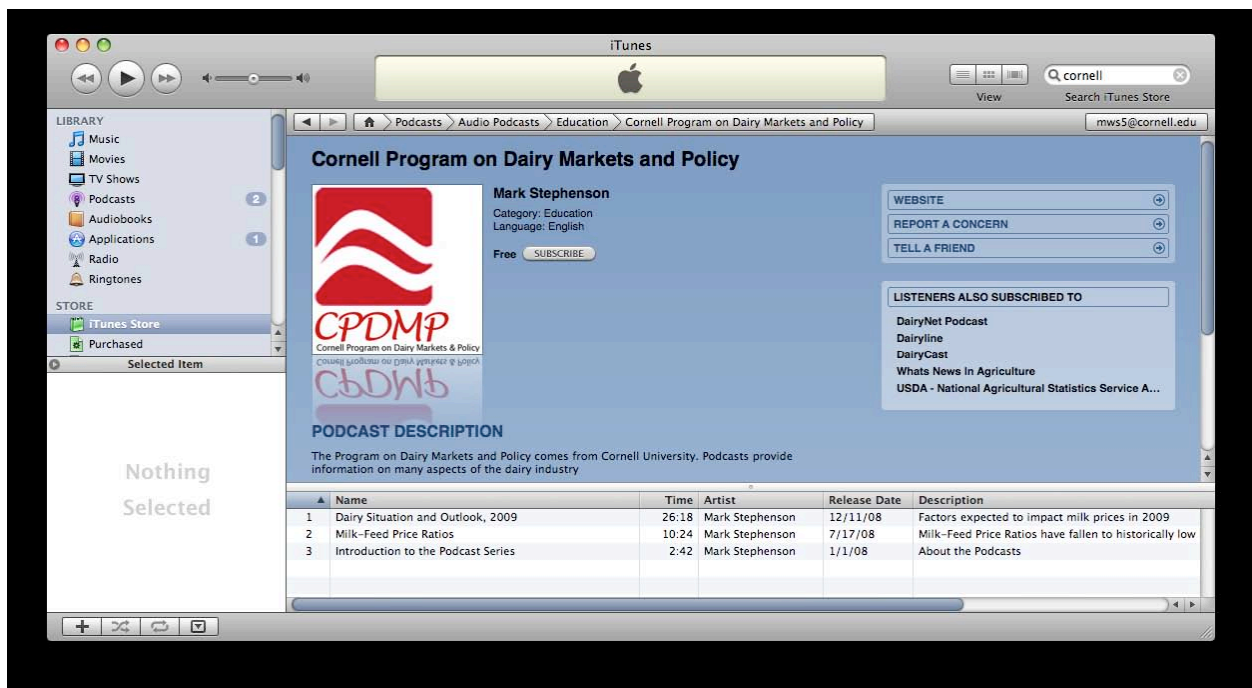 iTunes
cornell
View
Search iTunes Store
LIBRARY
Music
Movies
TV Shows
Podcasts 2
Audiobooks
Applications 1
Radio
Ringtones
STORE
iTunes Store
Purchased
Selected Item
Nothing
Selected
Podcasts Audio Podcasts Education Cornell Program on Dairy Markets and Policy
mws5@cornell.edu
Cornell Program on Dairy Markets and Policy
CPDMP
Cornell Program on Dairy Markets & Policy
Mark Stephenson
Category: Education
Language: English
Free SUBSCRIBE
WEBSITE
REPORT A CONCERN
TELL A FRIEND
LISTENERS ALSO SUBSCRIBED TO
DairyNet Podcast
Dairyline
DairyCast
Whats News In Agriculture
USDA - National Agricultural Statistics Service A...
PODCAST DESCRIPTION
The Program on Dairy Markets and Policy comes from Cornell University. Podcasts provide
information on many aspects of the dairy industry
Name Time Artist Release Date Description
1 Dairy Situation and Outlook, 2009 26:18 Mark Stephenson 12/11/08 Factors expected to impact milk prices in 2009
2 Milk-Feed Price Ratios 10:24 Mark Stephenson 7/17/08 Milk-Feed Price Ratios have fallen to historically low
3 Introduction to the Podcast Series 2:42 Mark Stephenson 1/1/08 About the Podcasts